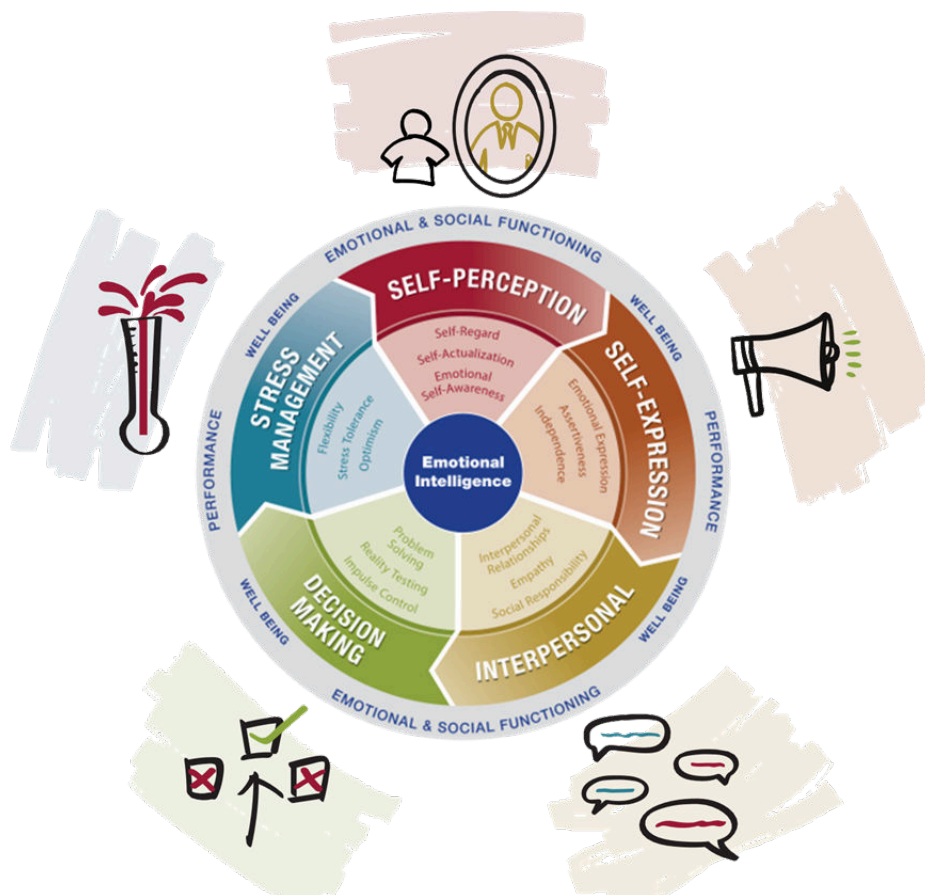 EMOTIONAL & SOCIAL FUNCTIONING
WELL BEING
WELL BEING
PERFORMANCE
PERFORMANCE
WELL BEING
WELL BEING
EMOTIONAL & SOCIAL FUNCTIONING
SELF-PERCEPTION
Self-Regard
Self-Actualization
Emotional
Self-Awareness
SELF-EXPRESSION
Emotional Expression
Assertiveness
Independence
INTERPERSONAL
Interpersonal
Relationships
Empathy
Social Responsibility
DECISION
MAKING
Problem
Solving
Reality Testing
Impulse Control
STRESS
MANAGEMENT
Flexibility
Stress Tolerance
Optimism
Emotional
Intelligence